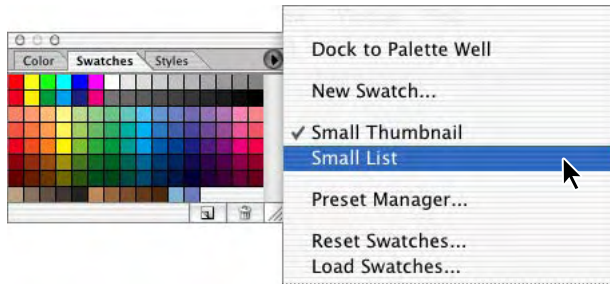 Color Swatches Styles
Dock to Palette Well
New Swatch...
✓ Small Thumbnail
Small List
Preset Manager...
Reset Swatches...
Load Swatches...